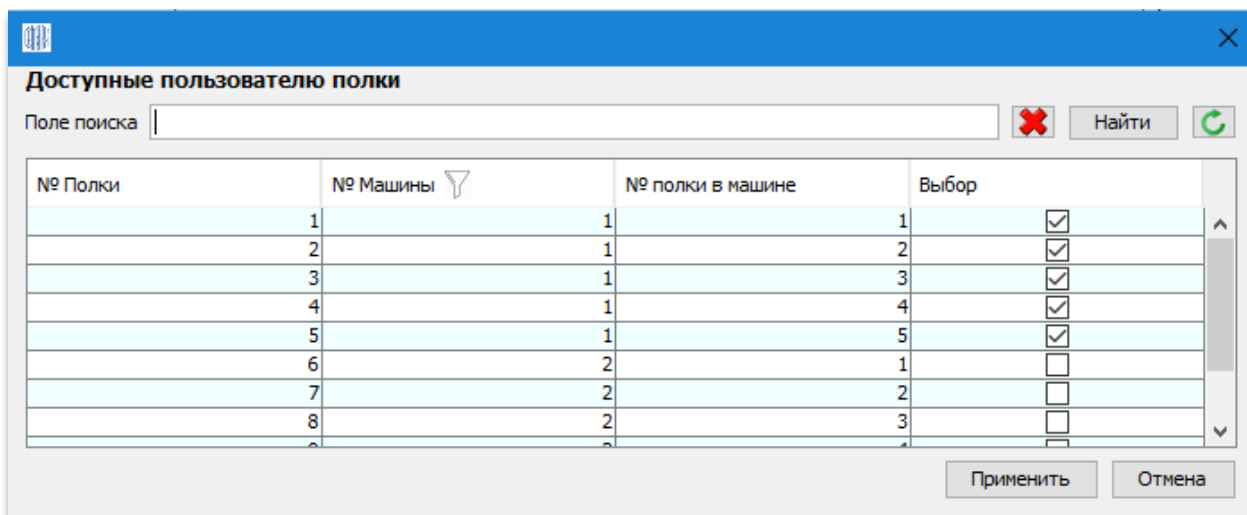 Доступные пользователю полки
Поле поиска Найти
№ Полки № Машины № полки в машине Выбор
1 1 1
2 1 2
3 1 3
4 1 4
5 1 5
6 2 1
7 2 2
8 2 3
Применить Отмена